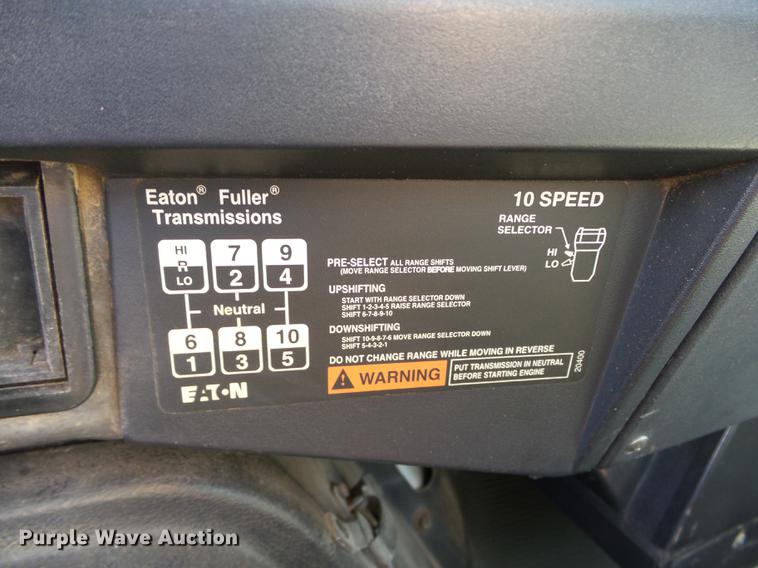 Eaton® Fuller®
Transmissions
10 SPEED
RANGE
SELECTOR
HI
LO
HI
R
LO
7
2
9
4
Neutral
6
1
8
3
10
5
EATON
PRE-SELECT ALL RANGE SHIFTS
(MOVE RANGE SELECTOR BEFORE MOVING SHIFT LEVER)
UPSHIFTING
START WITH RANGE SELECTOR DOWN
SHIFT 1-2-3-4-5 RAISE RANGE SELECTOR
SHIFT 6-7-8-9-10
DOWNSHIFTING
SHIFT 10-9-8-7-6 MOVE RANGE SELECTOR DOWN
SHIFT 5-4-3-2-1
DO NOT CHANGE RANGE WHILE MOVING IN REVERSE
WARNING
PUT TRANSMISSION IN NEUTRAL
BEFORE STARTING ENGINE
20400
Purple Wave Auction